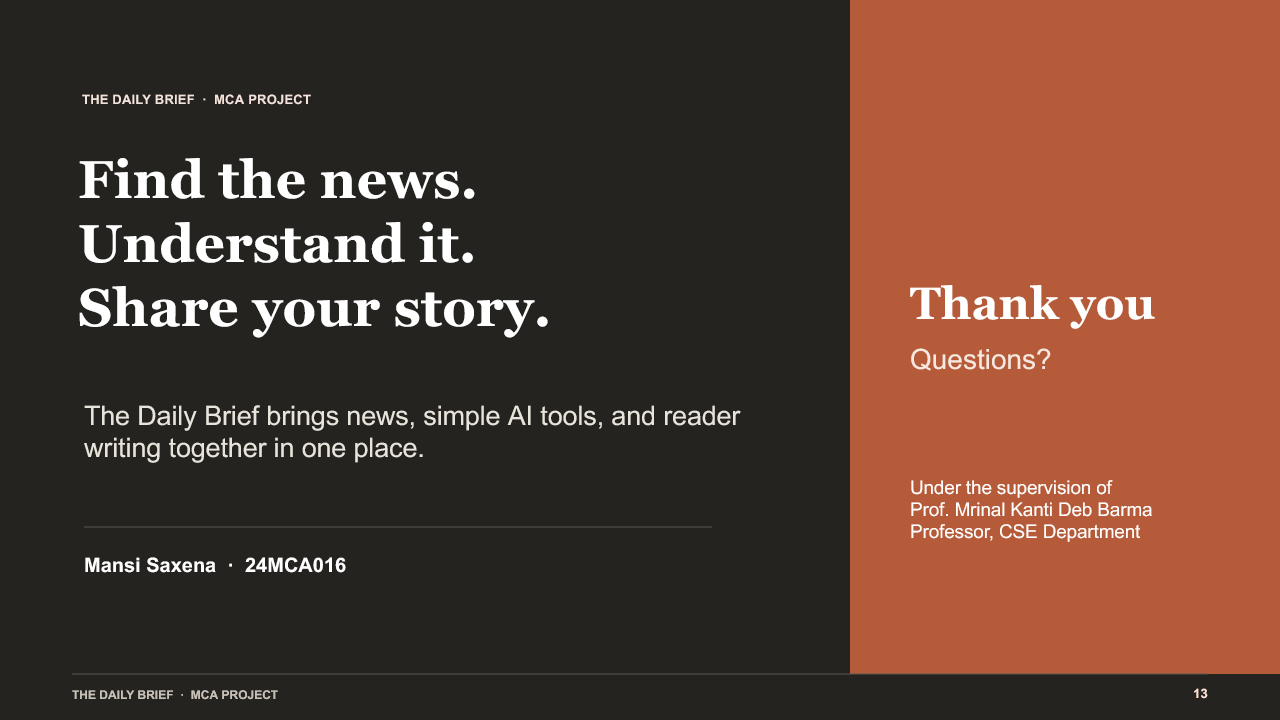 THE DAILY BRIEF · MCA PROJECT
Find the news.
Understand it.
Share your story.
The Daily Brief brings news, simple AI tools, and reader
writing together in one place.
Mansi Saxena · 24MCA016
Thank you
Questions?
Under the supervision of
Prof. Mrinal Kanti Deb Barma
Professor, CSE Department
THE DAILY BRIEF · MCA PROJECT
13